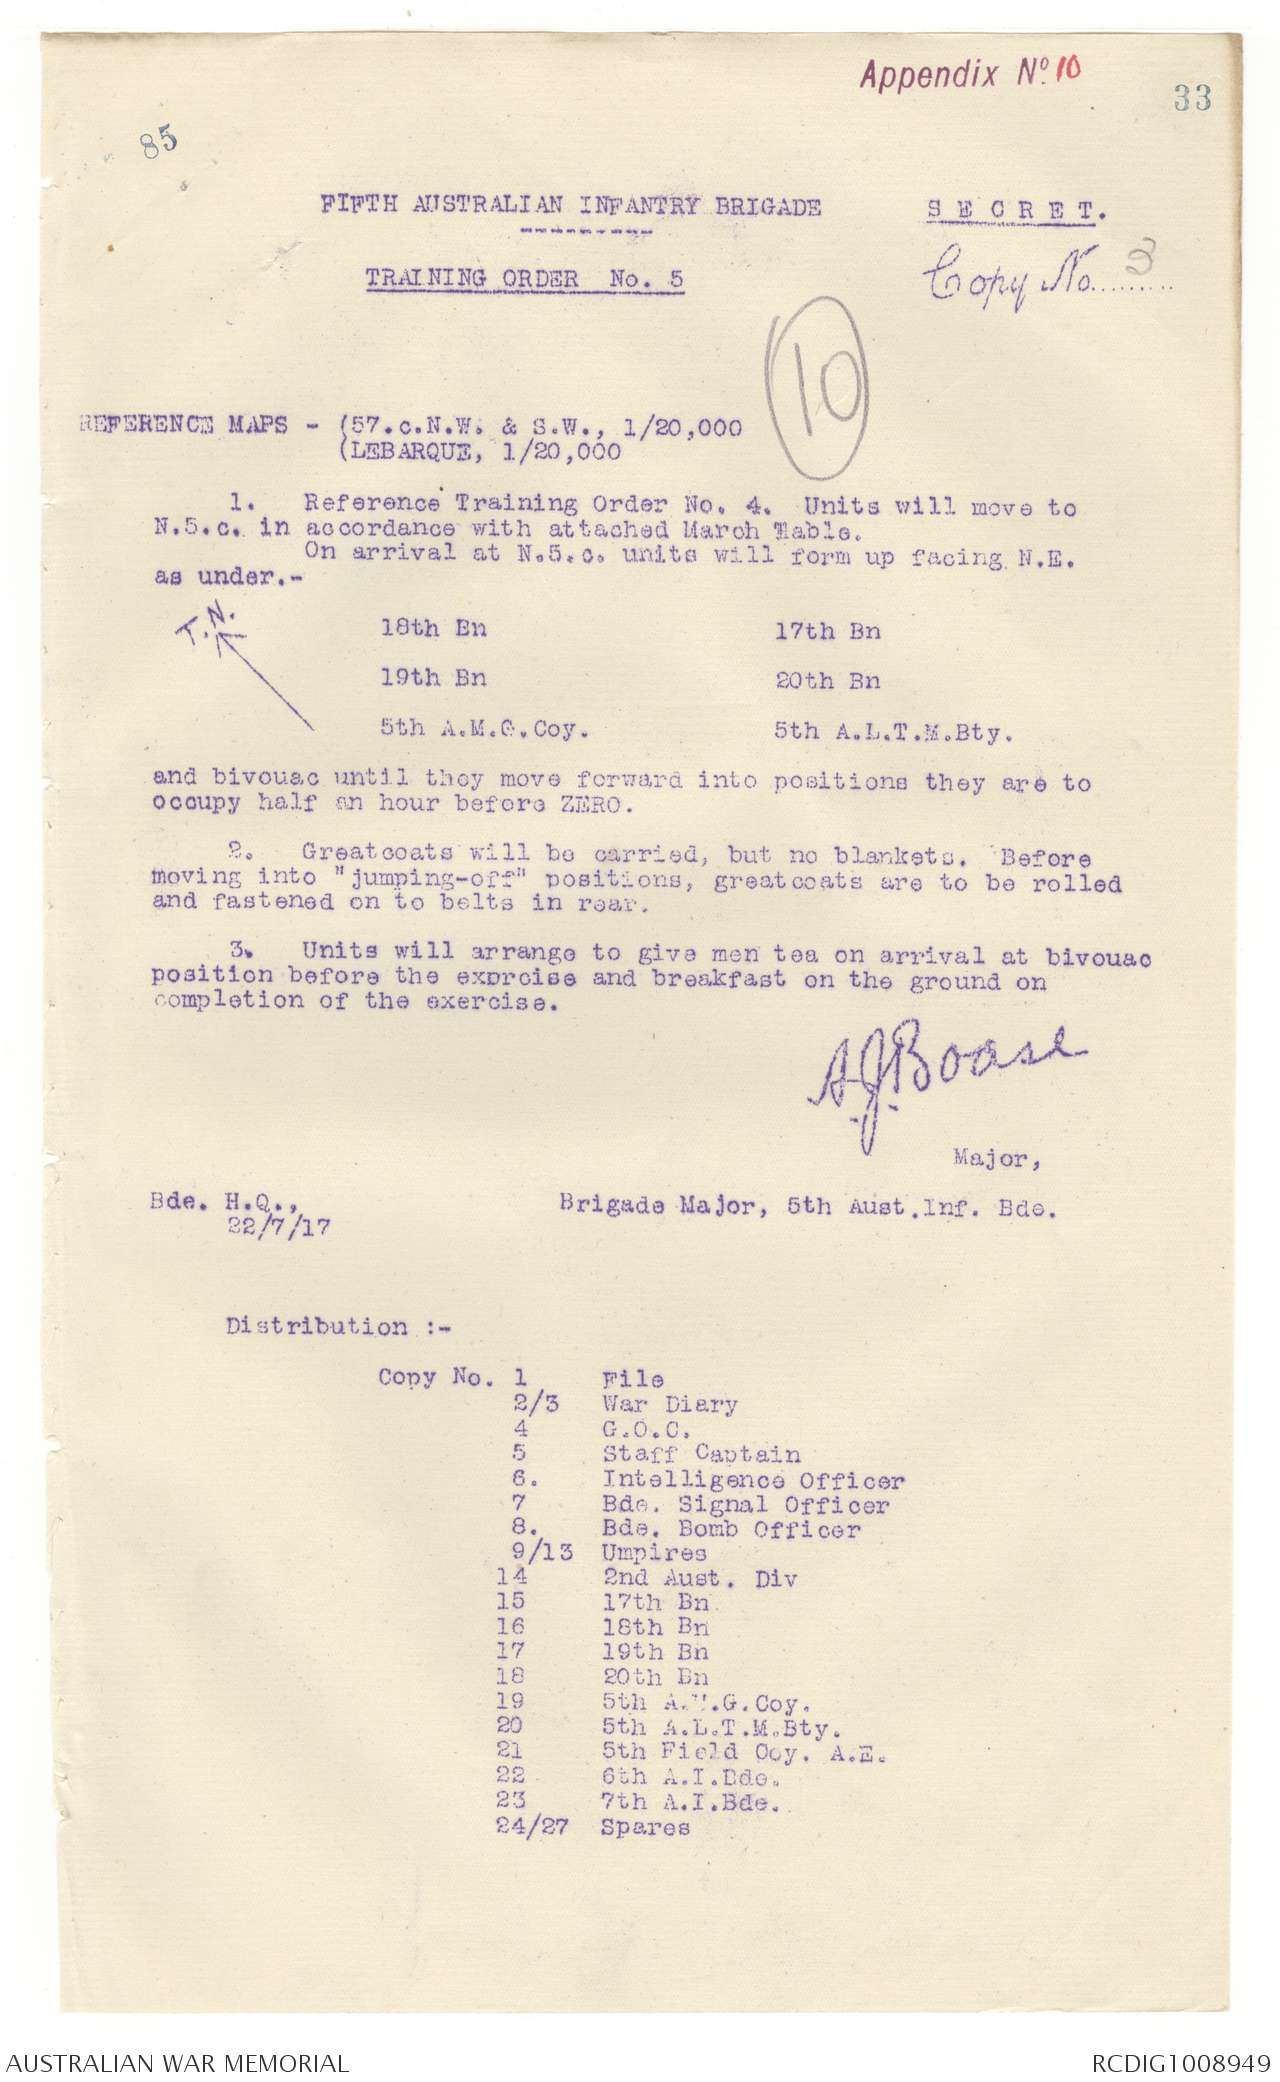 Appendix No. 10
33
85
FIFTH AUSTRALIAN INFANTRY BRIGADE
S E C R E T.
Copy No. 3
TRAINING ORDER No. 5
10
REFERENCE MAPS - (57.c.N.W. & S.W., 1/20,000
(LEBARQUE, 1/20,000
1. Reference Training Order No. 4. Units will move to
N.5.c. in accordance with attached March Table.
On arrival at N.5.c. units will form up facing N.E.
as under.-
T.N.
18th Bn 17th Bn
19th Bn 20th Bn
5th A.M.G.Coy. 5th A.L.T.M.Bty.
and bivouac until they move forward into positions they are to
occupy half an hour before ZERO.
2. Greatcoats will be carried, but no blankets. Before
moving into "jumping-off" positions, greatcoats are to be rolled
and fastened on to belts in rear.
3. Units will arrange to give men tea on arrival at bivouac
position before the exercise and breakfast on the ground on
completion of the exercise.
A.J.Boase
Major,
Bde. H.Q., Brigade Major, 5th Aust.Inf. Bde.
22/7/17
Distribution :-
Copy No. 1 File
2/3 War Diary
4 G.O.C.
5 Staff Captain
6. Intelligence Officer
7 Bde. Signal Officer
8. Bde. Bomb Officer
9/13 Umpires
14 2nd Aust. Div
15 17th Bn
16 18th Bn
17 19th Bn
18 20th Bn
19 5th A.M.G.Coy.
20 5th A.L.T.M.Bty.
21 5th Field Coy. A.E.
22 6th A.I.Bde.
23 7th A.I.Bde.
24/27 Spares
AUSTRALIAN WAR MEMORIAL
RCDIG1008949